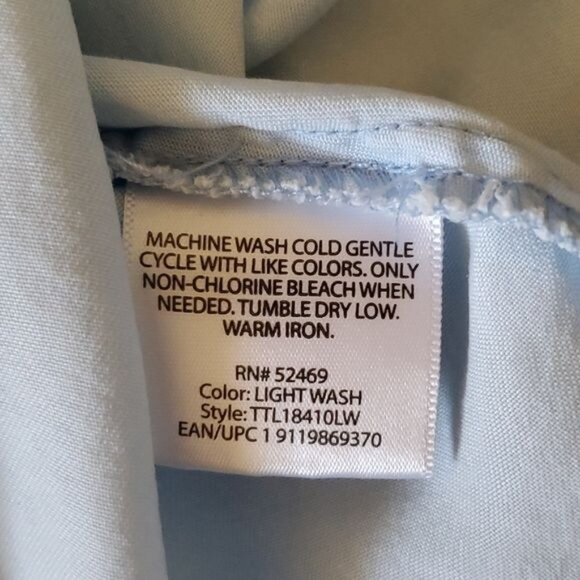 MACHINE WASH COLD GENTLE
CYCLE WITH LIKE COLORS. ONLY
NON-CHLORINE BLEACH WHEN
NEEDED. TUMBLE DRY LOW.
WARM IRON.
RN# 52469
Color: LIGHT WASH
Style: TTL18410LW
EAN/UPC 1 9119869370